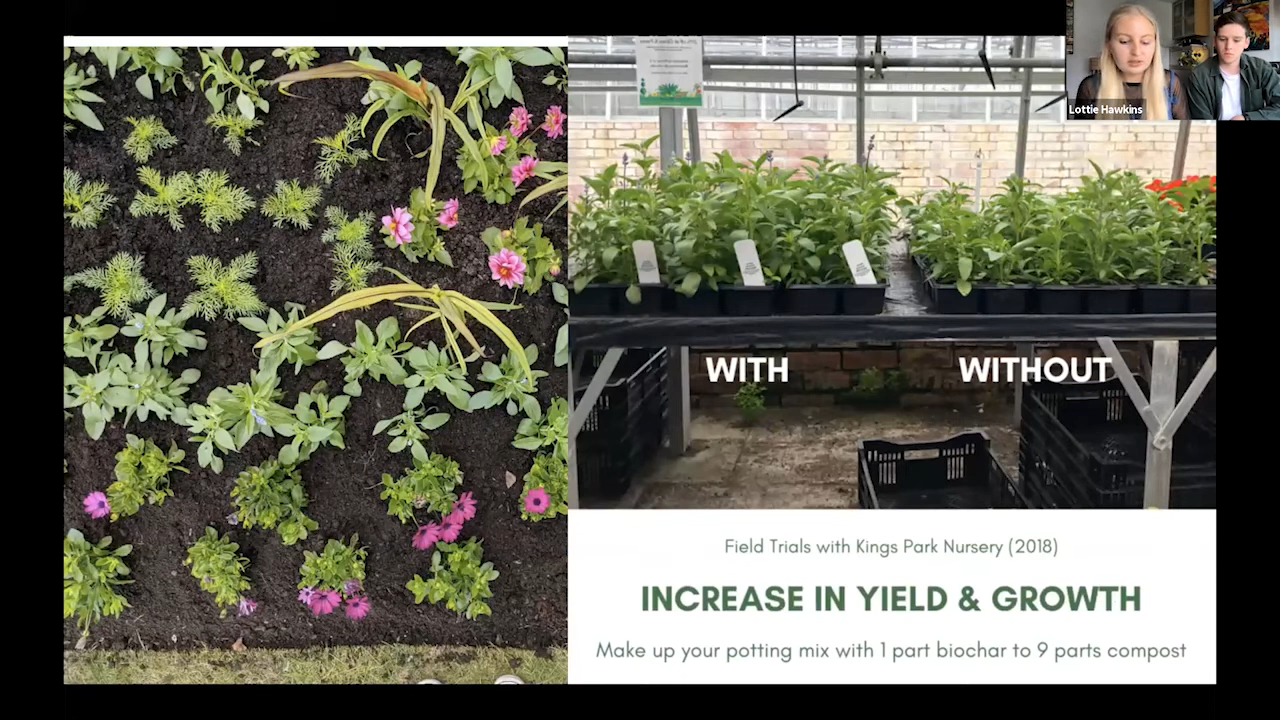 Lottie Hawkins
WITH
WITHOUT
Field Trials with Kings Park Nursery (2018)
INCREASE IN YIELD & GROWTH
Make up your potting mix with 1 part biochar to 9 parts compost